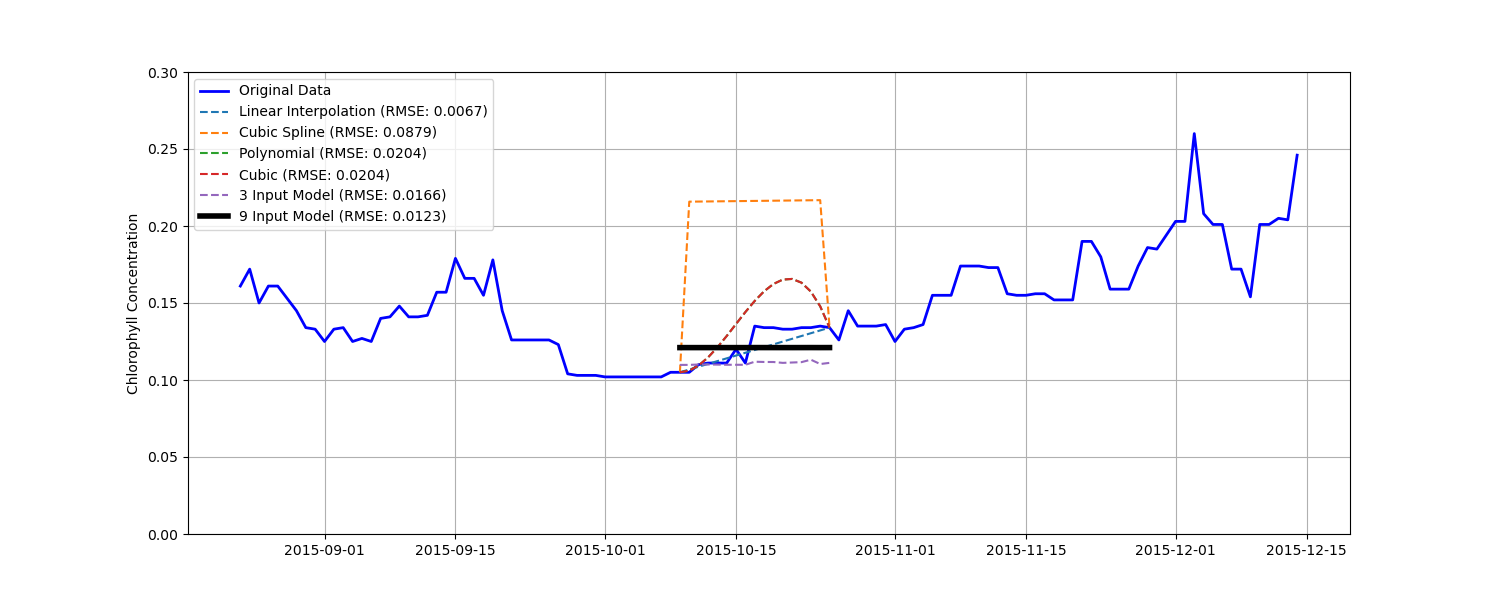 0.30
0.25
0.20
0.15
0.10
0.05
0.00
Chlorophyll Concentration
Original Data
Linear Interpolation (RMSE: 0.0067)
Cubic Spline (RMSE: 0.0879)
Polynomial (RMSE: 0.0204)
Cubic (RMSE: 0.0204)
3 Input Model (RMSE: 0.0166)
9 Input Model (RMSE: 0.0123)
2015-09-01
2015-09-15
2015-10-01
2015-10-15
2015-11-01
2015-11-15
2015-12-01
2015-12-15